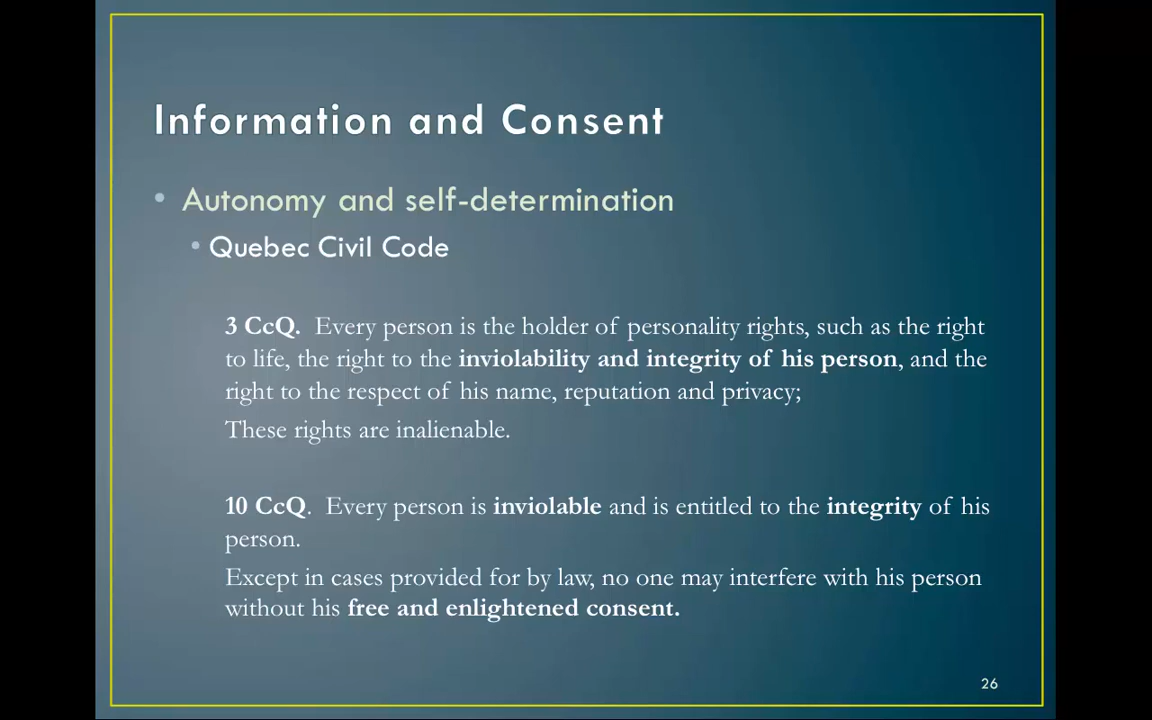 Information and Consent
• Autonomy and self-determination
• Quebec Civil Code
3 CcQ. Every person is the holder of personality rights, such as the right
to life, the right to the inviolability and integrity of his person, and the
right to the respect of his name, reputation and privacy;
These rights are inalienable.
10 CcQ. Every person is inviolable and is entitled to the integrity of his
person.
Except in cases provided for by law, no one may interfere with his person
without his free and enlightened consent.
26